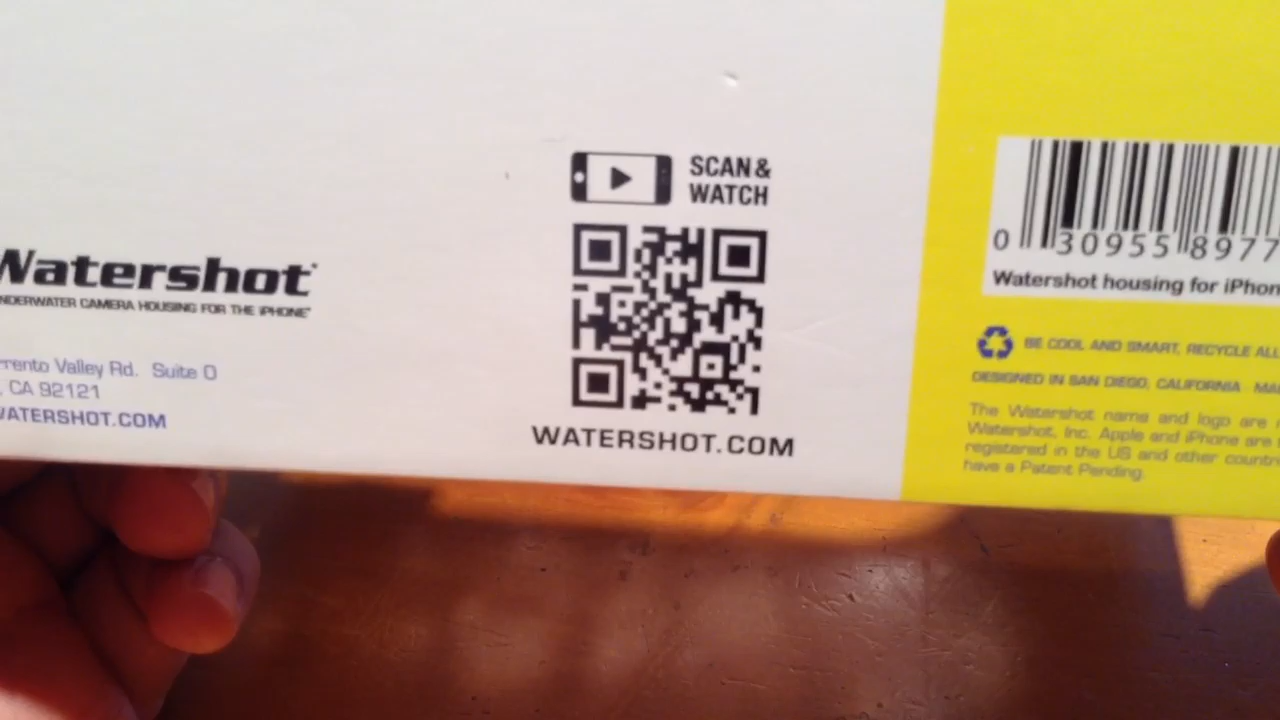 SCAN &
WATCH
WATERSHOT.COM
Watershot
UNDERWATER CAMERA HOUSING FOR THE iPHONE
Valley Rd. Suite O
, CA 92121
WATERSHOT.COM
0 30955 8977
Watershot housing for iPhon
BE COOL AND SMART, RECYCLE ALL
DESIGNED IN SAN DIEGO, CALIFORNIA
The Watershot name and logo are
Watershot, Inc. Apple and iPhone are
registered in the US and other countr
have a Patent Pending.